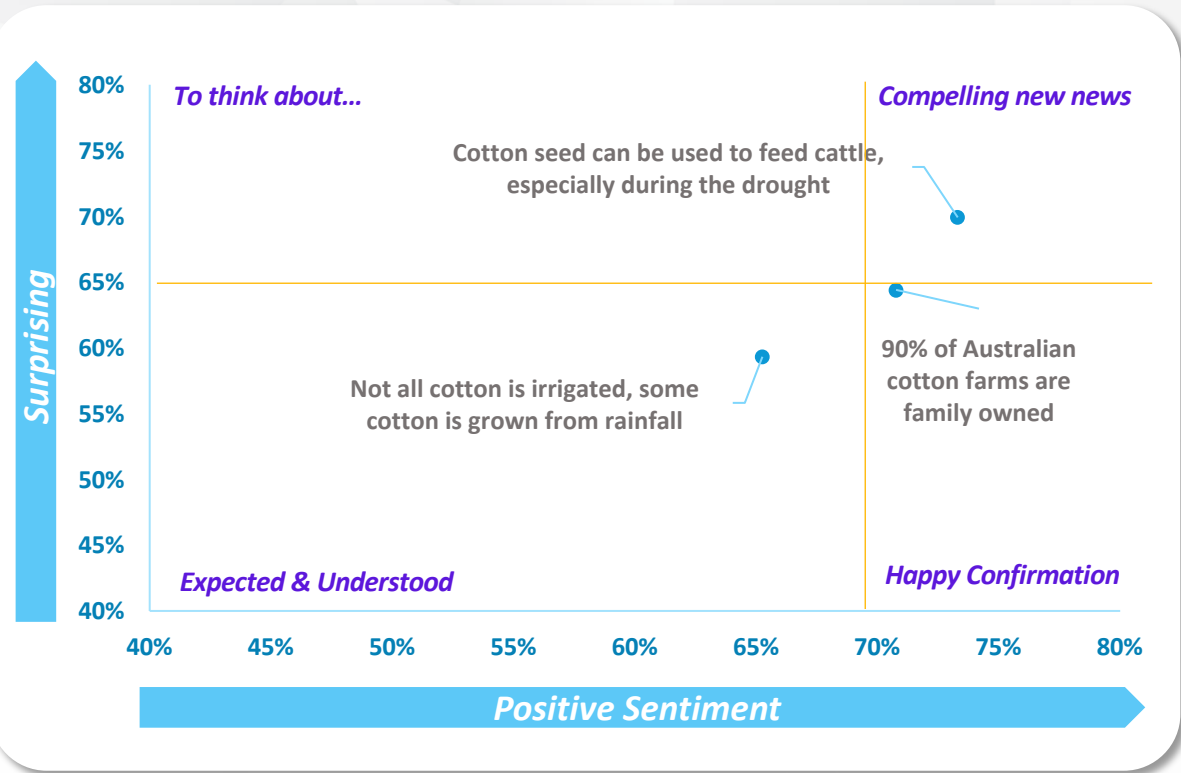 80%
To think about...
Compelling new news
75%
Cotton seed can be used to feed cattle,
especially during the drought
70%
65%
Surprising
60%
90% of Australian
cotton farms are
family owned
Not all cotton is irrigated, some
cotton is grown from rainfall
55%
50%
45%
Expected & Understood
Happy Confirmation
40%
40%
45%
50%
55%
60%
65%
70%
75%
80%
Positive Sentiment